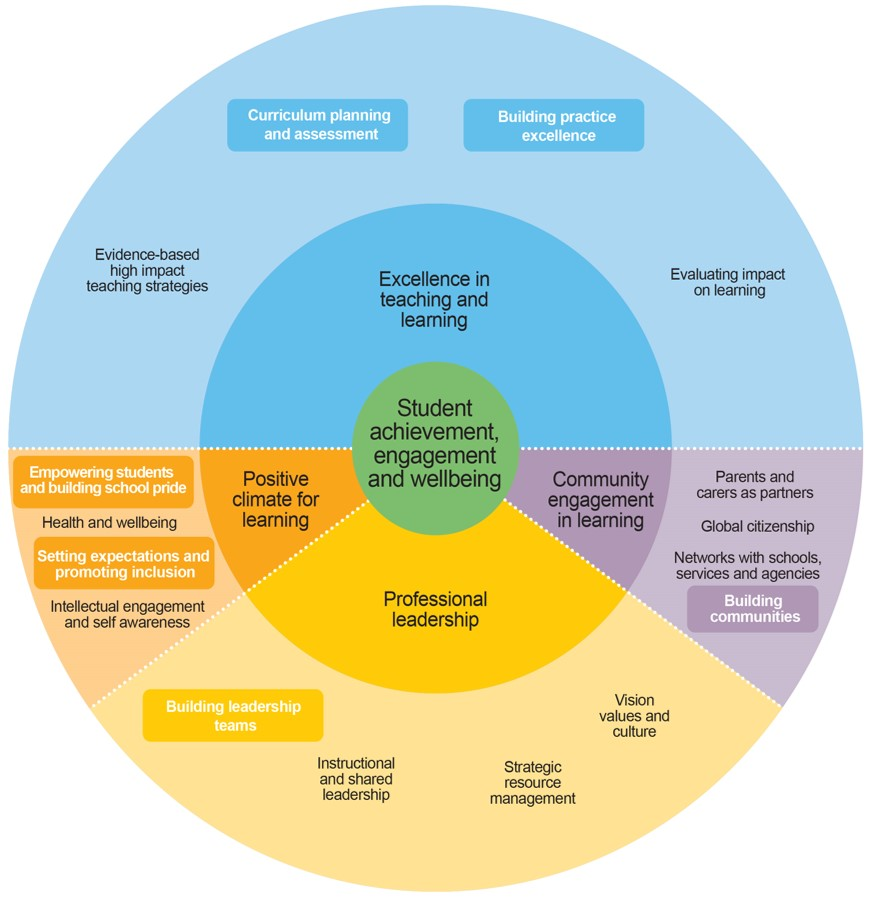 Curriculum planning
and assessment
Building practice
excellence
Evidence-based
high impact
teaching strategies
Excellence in
teaching and
learning
Evaluating impact
on learning
Student
achievement,
engagement
and wellbeing
Empowering students
and building school pride
Health and wellbeing
Setting expectations and
promoting inclusion
Intellectual engagement
and self awareness
Positive
climate for
learning
Community
engagement
in learning
Parents and
carers as partners
Global citizenship
Networks with schools,
services and agencies
Building
communities
Professional
leadership
Building leadership
teams
Instructional
and shared
leadership
Strategic
resource
management
Vision
values and
culture